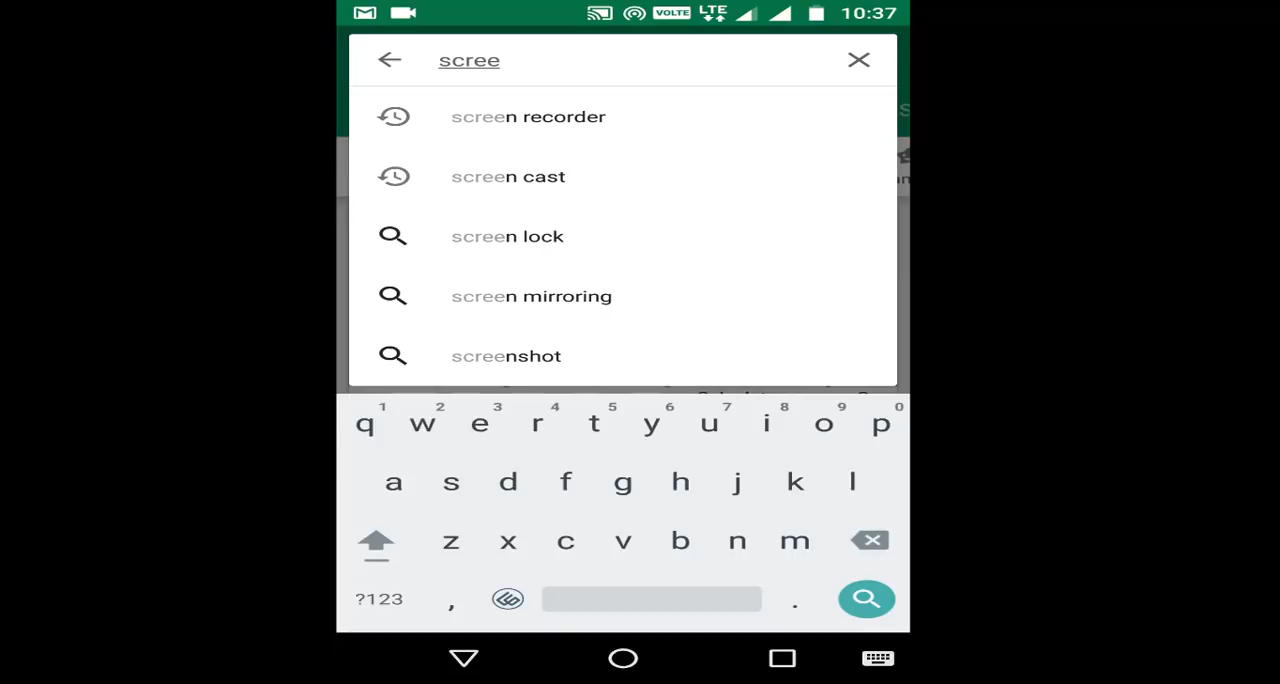 VOLTE LTE 10:37
scree
screen recorder
screen cast
screen lock
screen mirroring
screenshot
1 2 3 4 5 6 7 8 9 0
q w e r t y u i o p
a s d f g h j k l
z x c v b n m
?123 , .